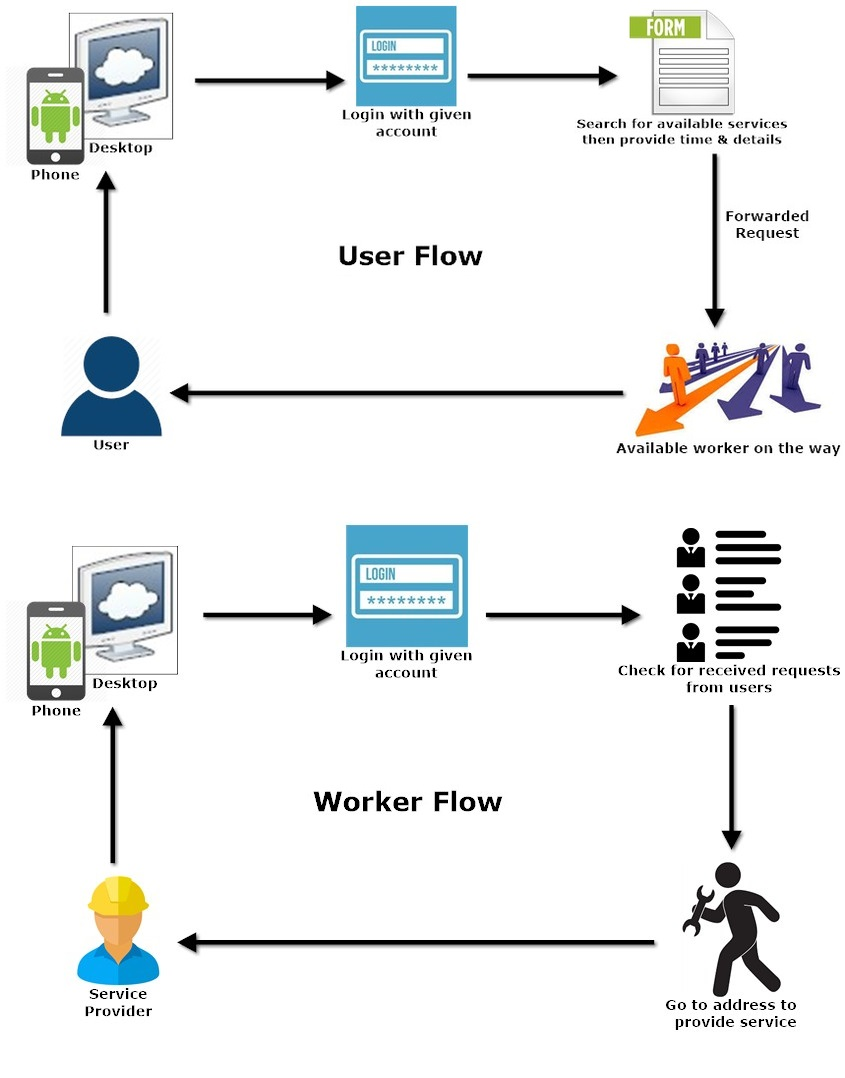 LOGIN
********
FORM
Desktop
Phone
Login with given
account
Search for available services
then provide time & details
Forwarded
Request
User Flow
User
Available worker on the way
LOGIN
********
Desktop
Phone
Login with given
account
Check for received requests
from users
Worker Flow
Service
Provider
Go to address to
provide service